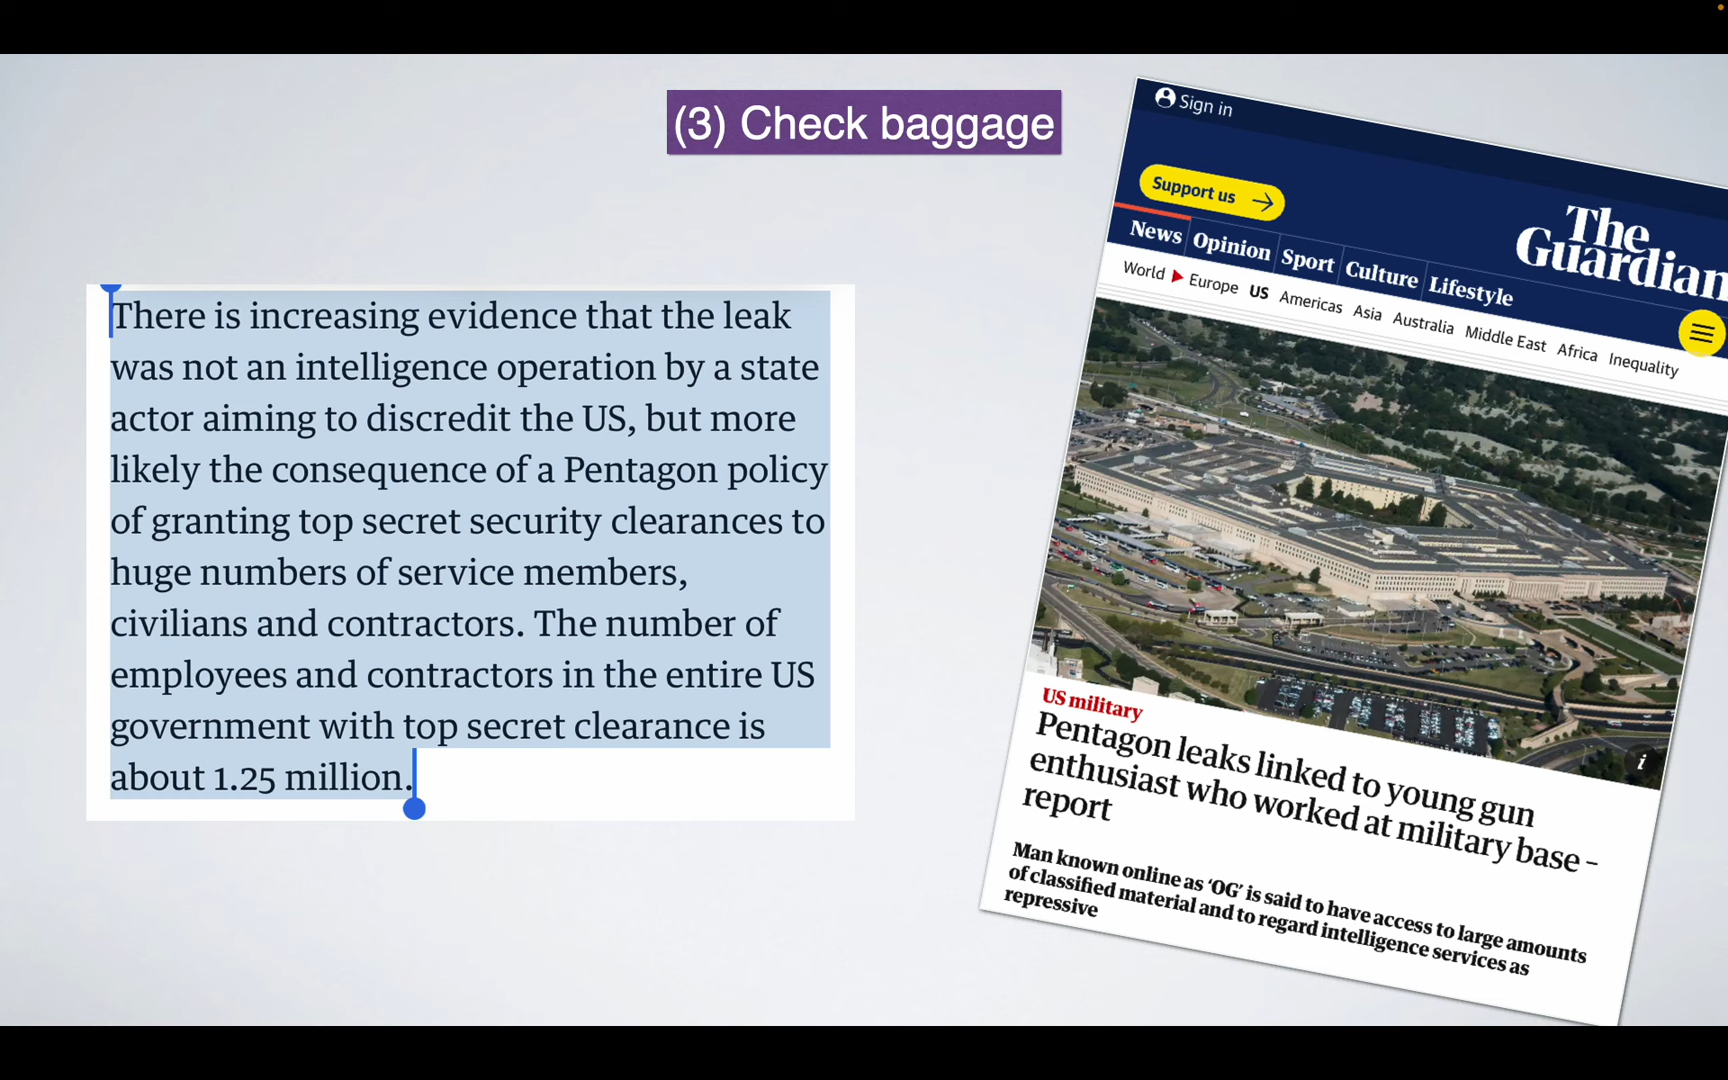 (3) Check baggage
There is increasing evidence that the leak
was not an intelligence operation by a state
actor aiming to discredit the US, but more
likely the consequence of a Pentagon policy
of granting top secret security clearances to
huge numbers of service members,
civilians and contractors. The number of
employees and contractors in the entire US
government with top secret clearance is
about 1.25 million.
Sign in
Support us
The
Guardian
News Opinion Sport Culture Lifestyle
World Europe US Americas Asia Australia Middle East Africa Inequality
i
US military
Pentagon leaks linked to young gun
enthusiast who worked at military base –
report
Man known online as ‘OG’ is said to have access to large amounts
of classified material and to regard intelligence services as
repressive